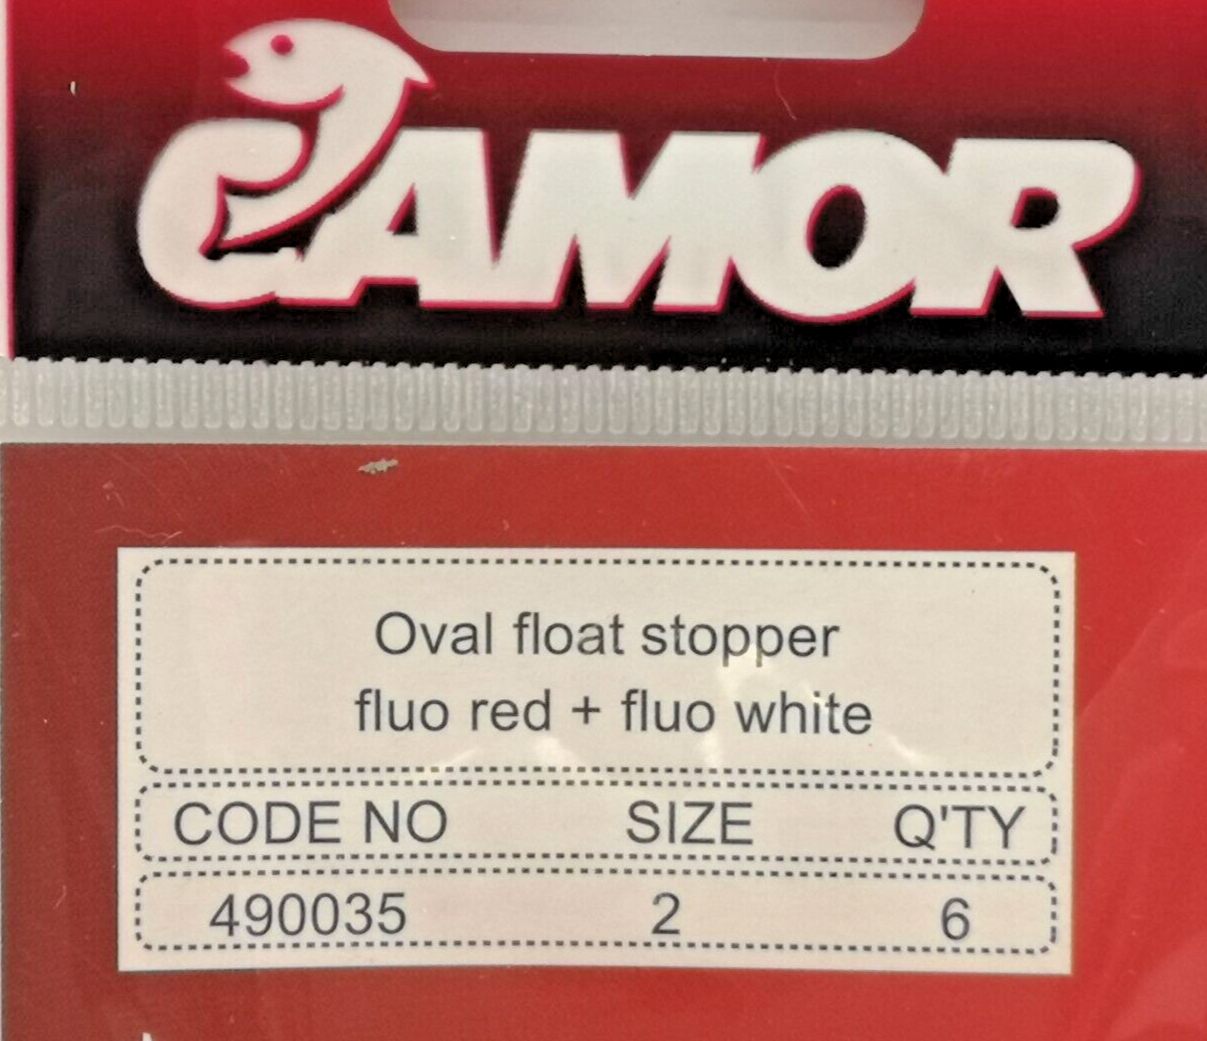 CAMOR
Oval float stopper
fluo red + fluo white
CODE NO SIZE Q'TY
490035 2 6